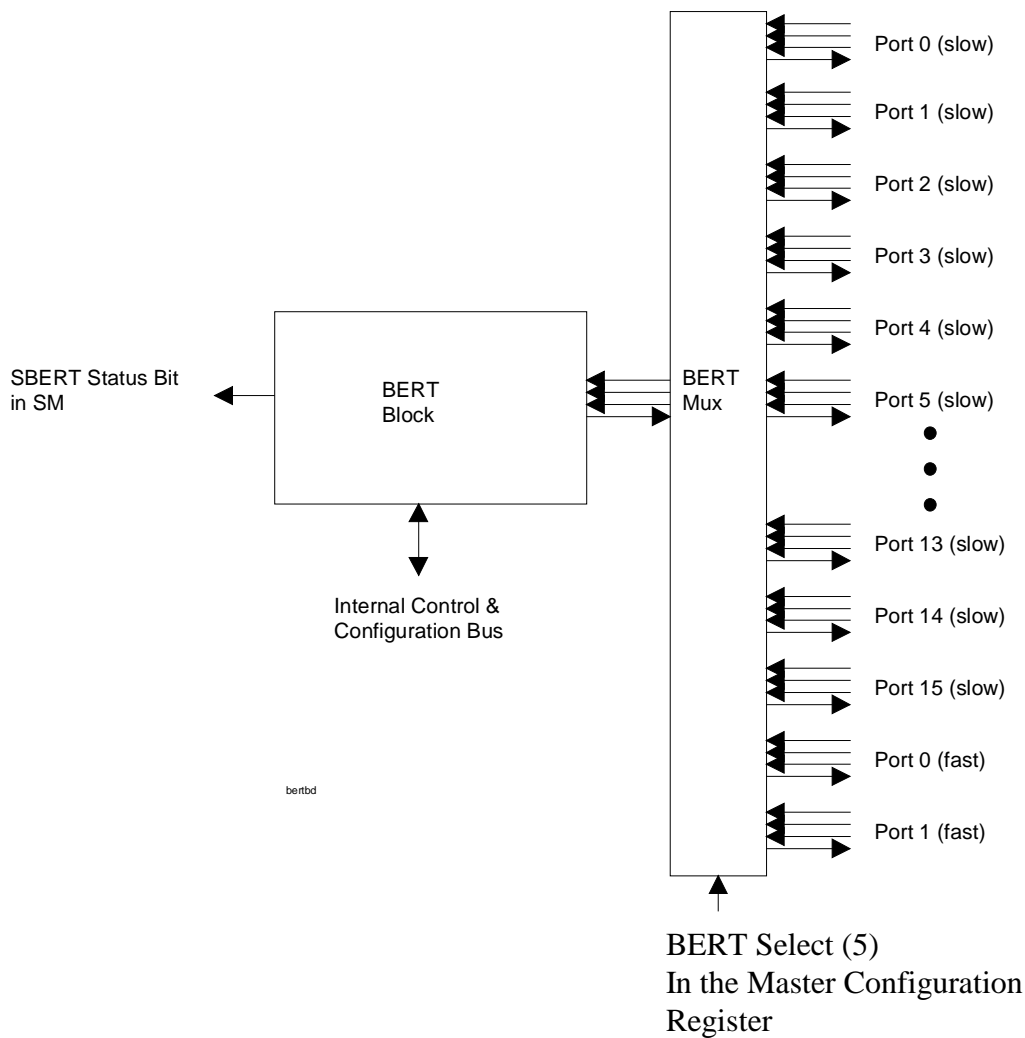 Port 0 (slow)
Port 1 (slow)
Port 2 (slow)
Port 3 (slow)
Port 4 (slow)
SBERT Status Bit
in SM
BERT
Block
BERT
Mux
Port 5 (slow)
Port 13 (slow)
Internal Control &
Configuration Bus
Port 14 (slow)
Port 15 (slow)
Port 0 (fast)
bertbd
Port 1 (fast)
BERT Select (5)
In the Master Configuration
Register